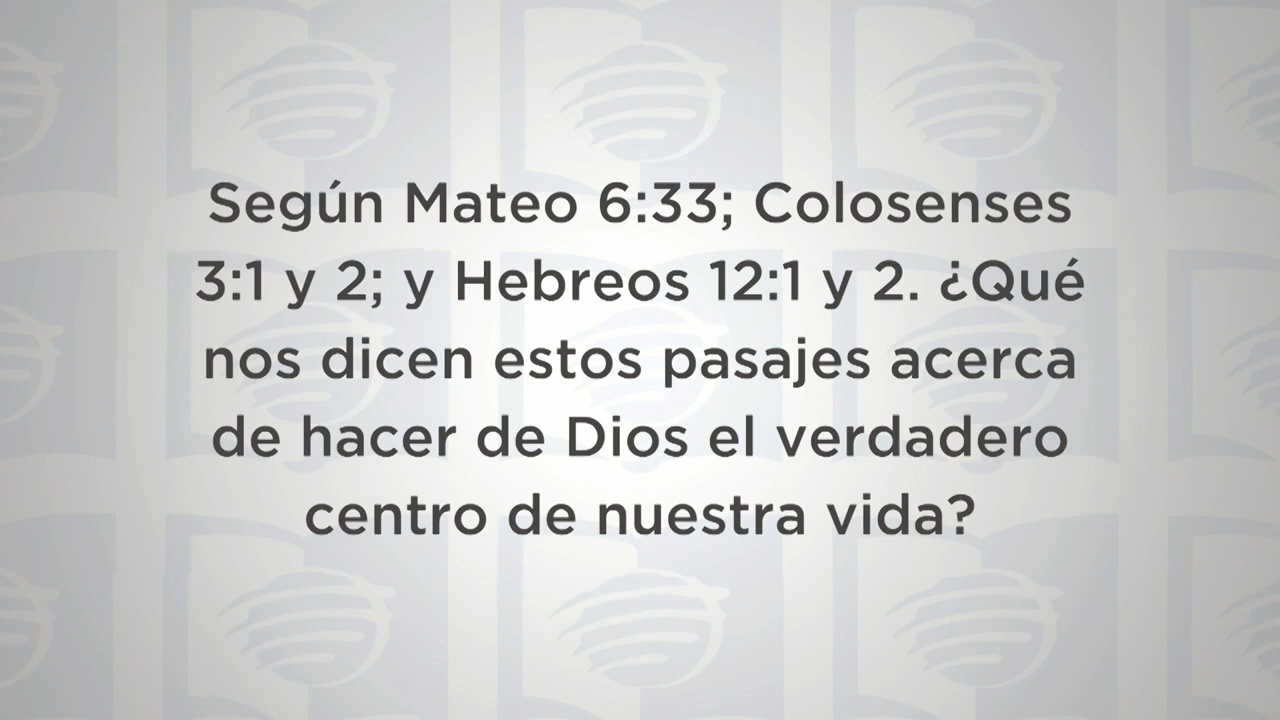 Según Mateo 6:33; Colosenses
3:1 y 2; y Hebreos 12:1 y 2. ¿Qué
nos dicen estos pasajes acerca
de hacer de Dios el verdadero
centro de nuestra vida?